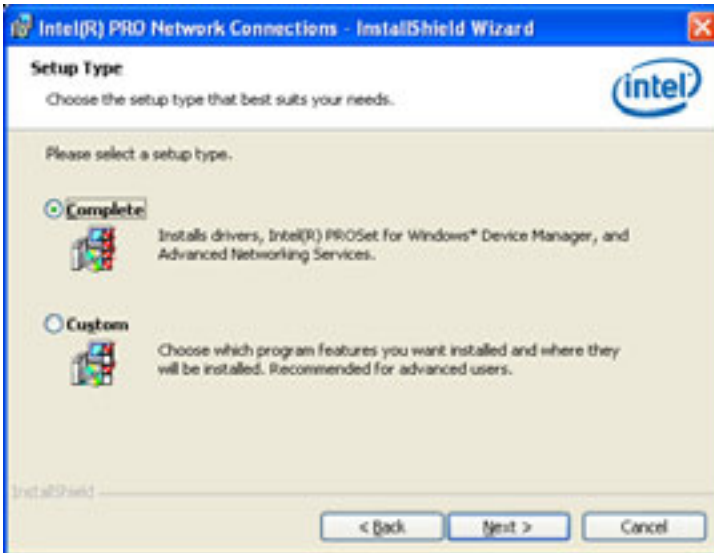 Intel(R) PRO Network Connections - InstallShield Wizard
Setup Type
Choose the setup type that best suits your needs.
intel
Please select a setup type.
Complete
Installs drivers, Intel(R) PROSet for Windows* Device Manager, and
Advanced Networking Services.
Custom
Choose which program features you want installed and where they
will be installed. Recommended for advanced users.
InstallShield
< Back
Next >
Cancel